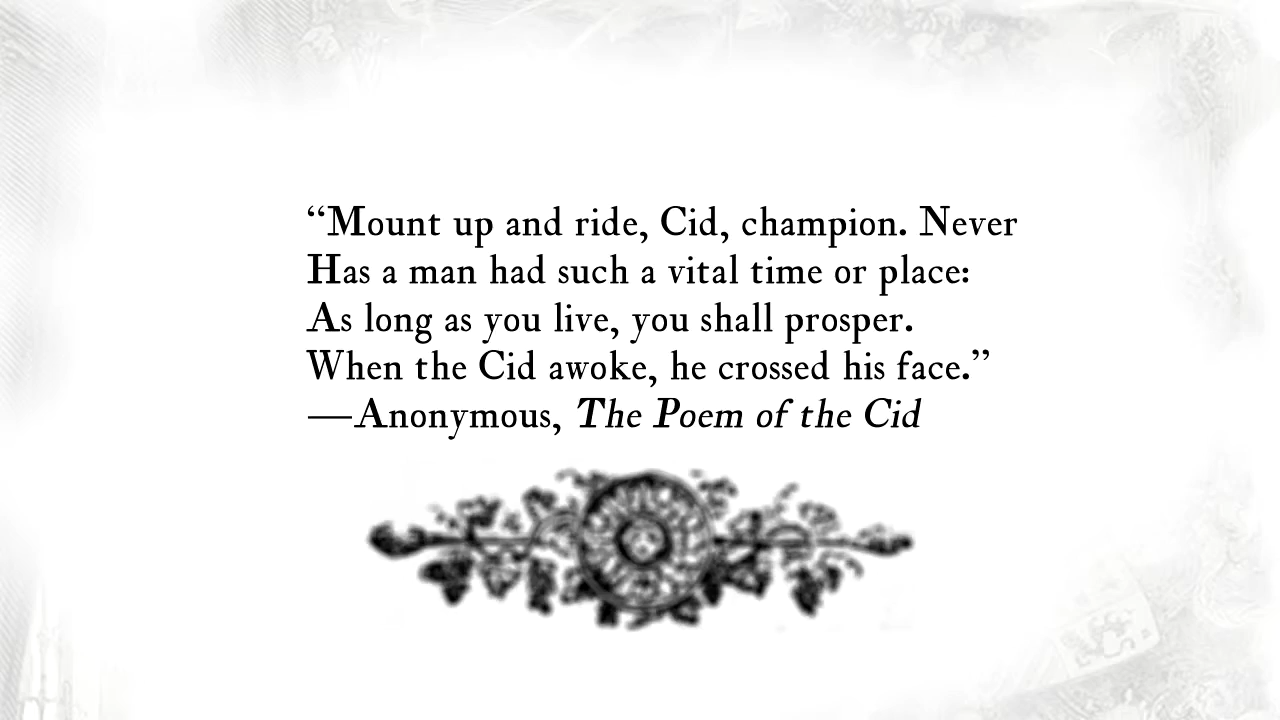 “Mount up and ride, Cid, champion. Never
Has a man had such a vital time or place:
As long as you live, you shall prosper.
When the Cid awoke, he crossed his face.”
—Anonymous, The Poem of the Cid